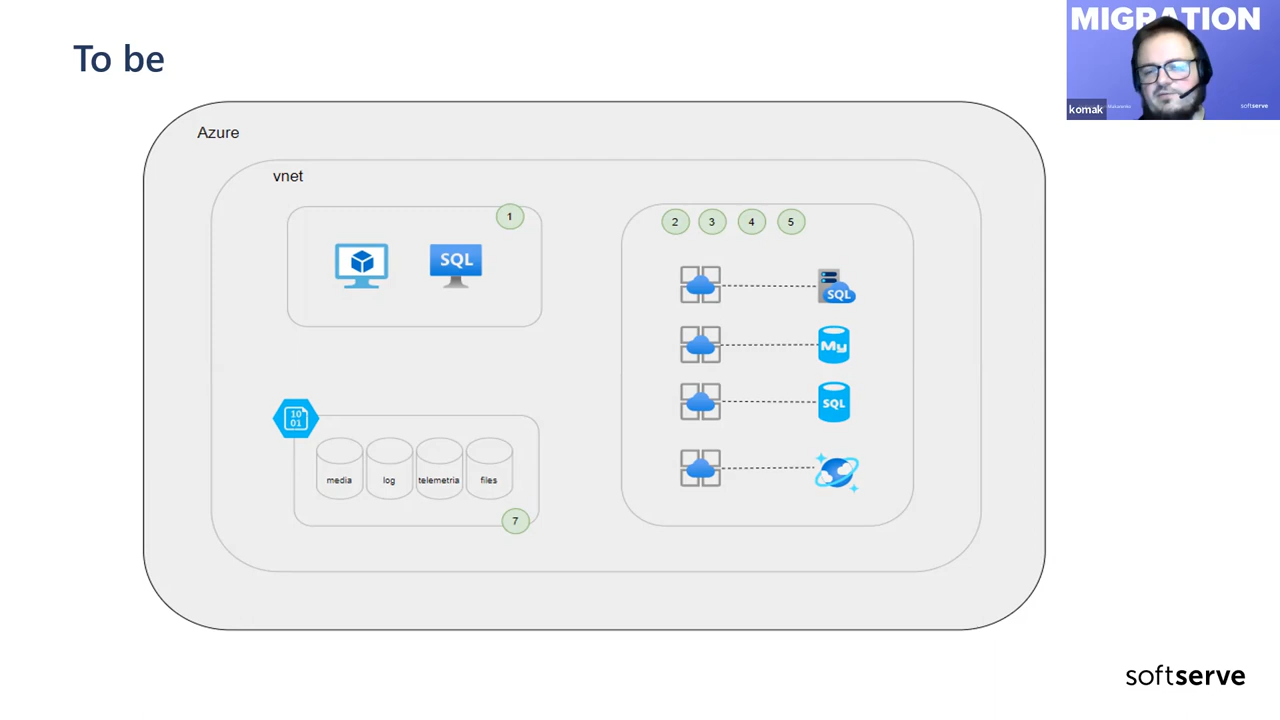 To be
MIGRATION
komak
softserve
Azure
vnet
1
SQL
2 3 4 5
SQL
My
SQL
10
01
media log telemetria files
7
softserve